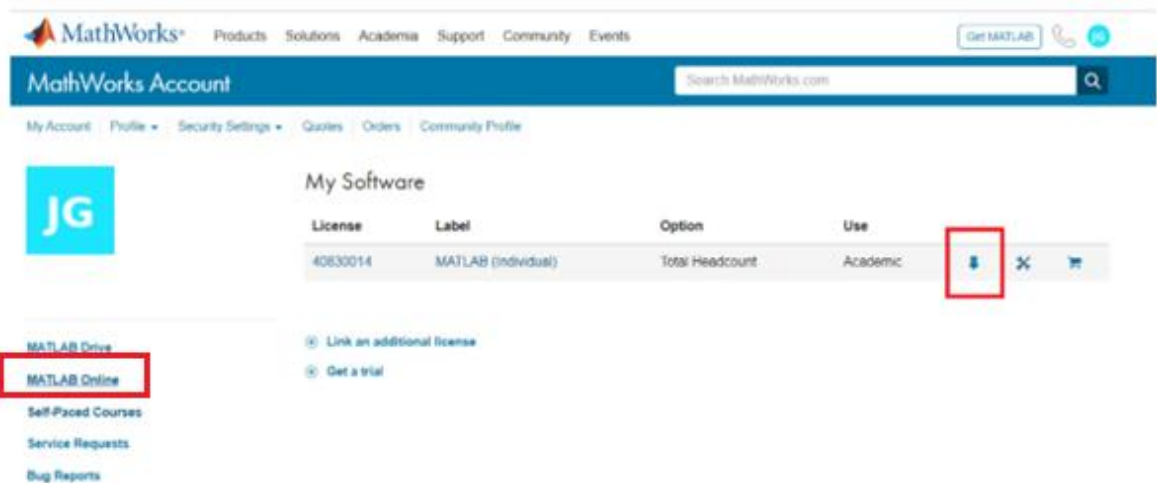 MathWorks® Products Solutions Academia Support Community Events Get MATLAB JG
MathWorks Account Search MathWorks.com
My Account Profile Security Settings Quotes Orders Community Profile
JG
My Software
License Label Option Use
40830014 MATLAB (Individual) Total Headcount Academic
Link an additional license
Get a trial
MATLAB Drive
MATLAB Online
Self-Paced Courses
Service Requests
Bug Reports